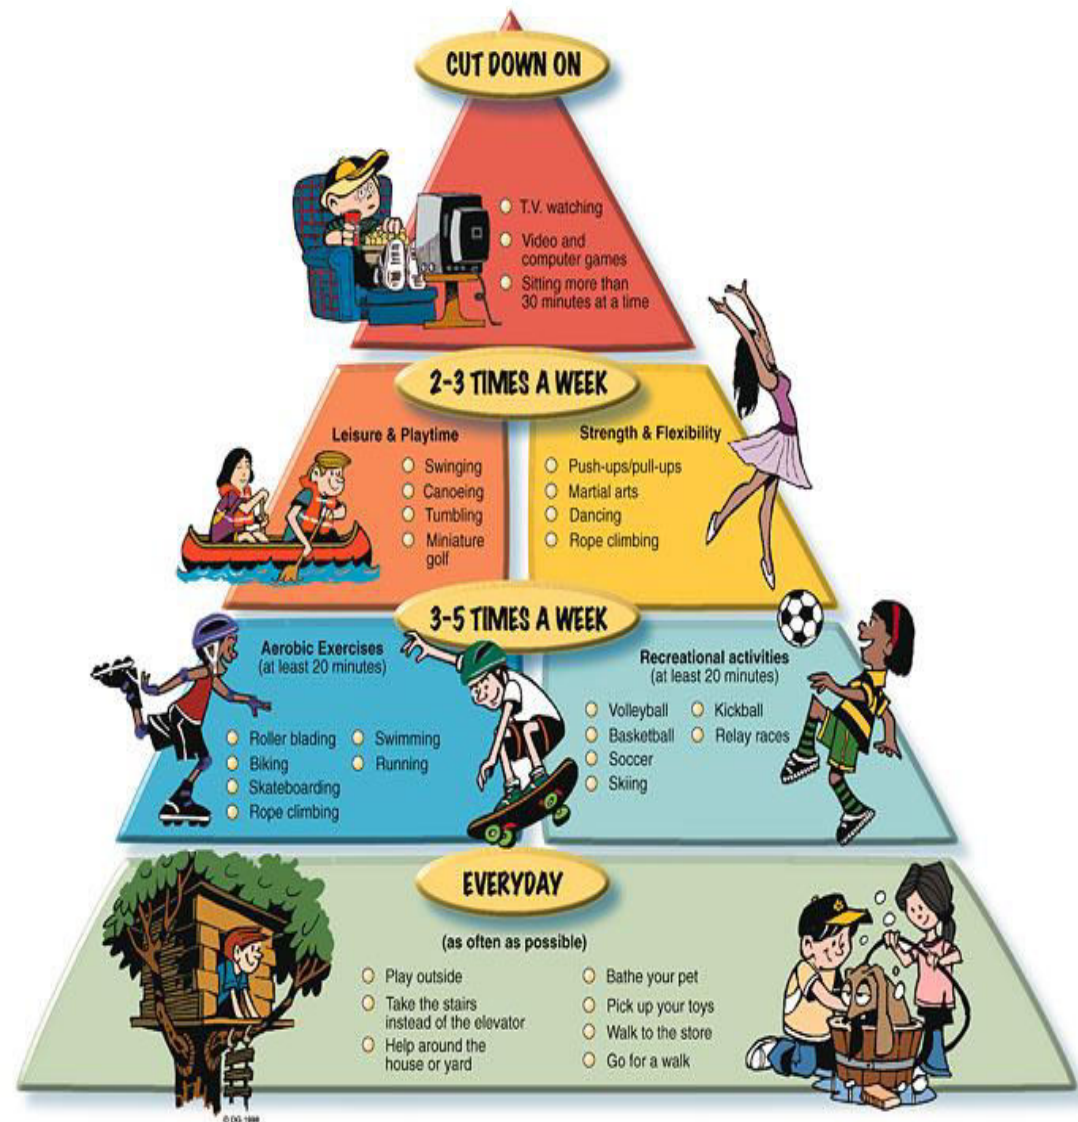 CUT DOWN ON
T.V. watching
Video and
computer games
Sitting more than
30 minutes at a time
2-3 TIMES A WEEK
Leisure & Playtime
Swinging
Canoeing
Tumbling
Miniature
golf
Strength & Flexibility
Push-ups/pull-ups
Martial arts
Dancing
Rope climbing
3-5 TIMES A WEEK
Aerobic Exercises
(at least 20 minutes)
Roller blading
Biking
Skateboarding
Rope climbing
Swimming
Running
Recreational activities
(at least 20 minutes)
Volleyball
Basketball
Soccer
Skiing
Kickball
Relay races
EVERYDAY
(as often as possible)
Play outside
Take the stairs
instead of the elevator
Help around the
house or yard
Bathe your pet
Pick up your toys
Walk to the store
Go for a walk
© DG 1998